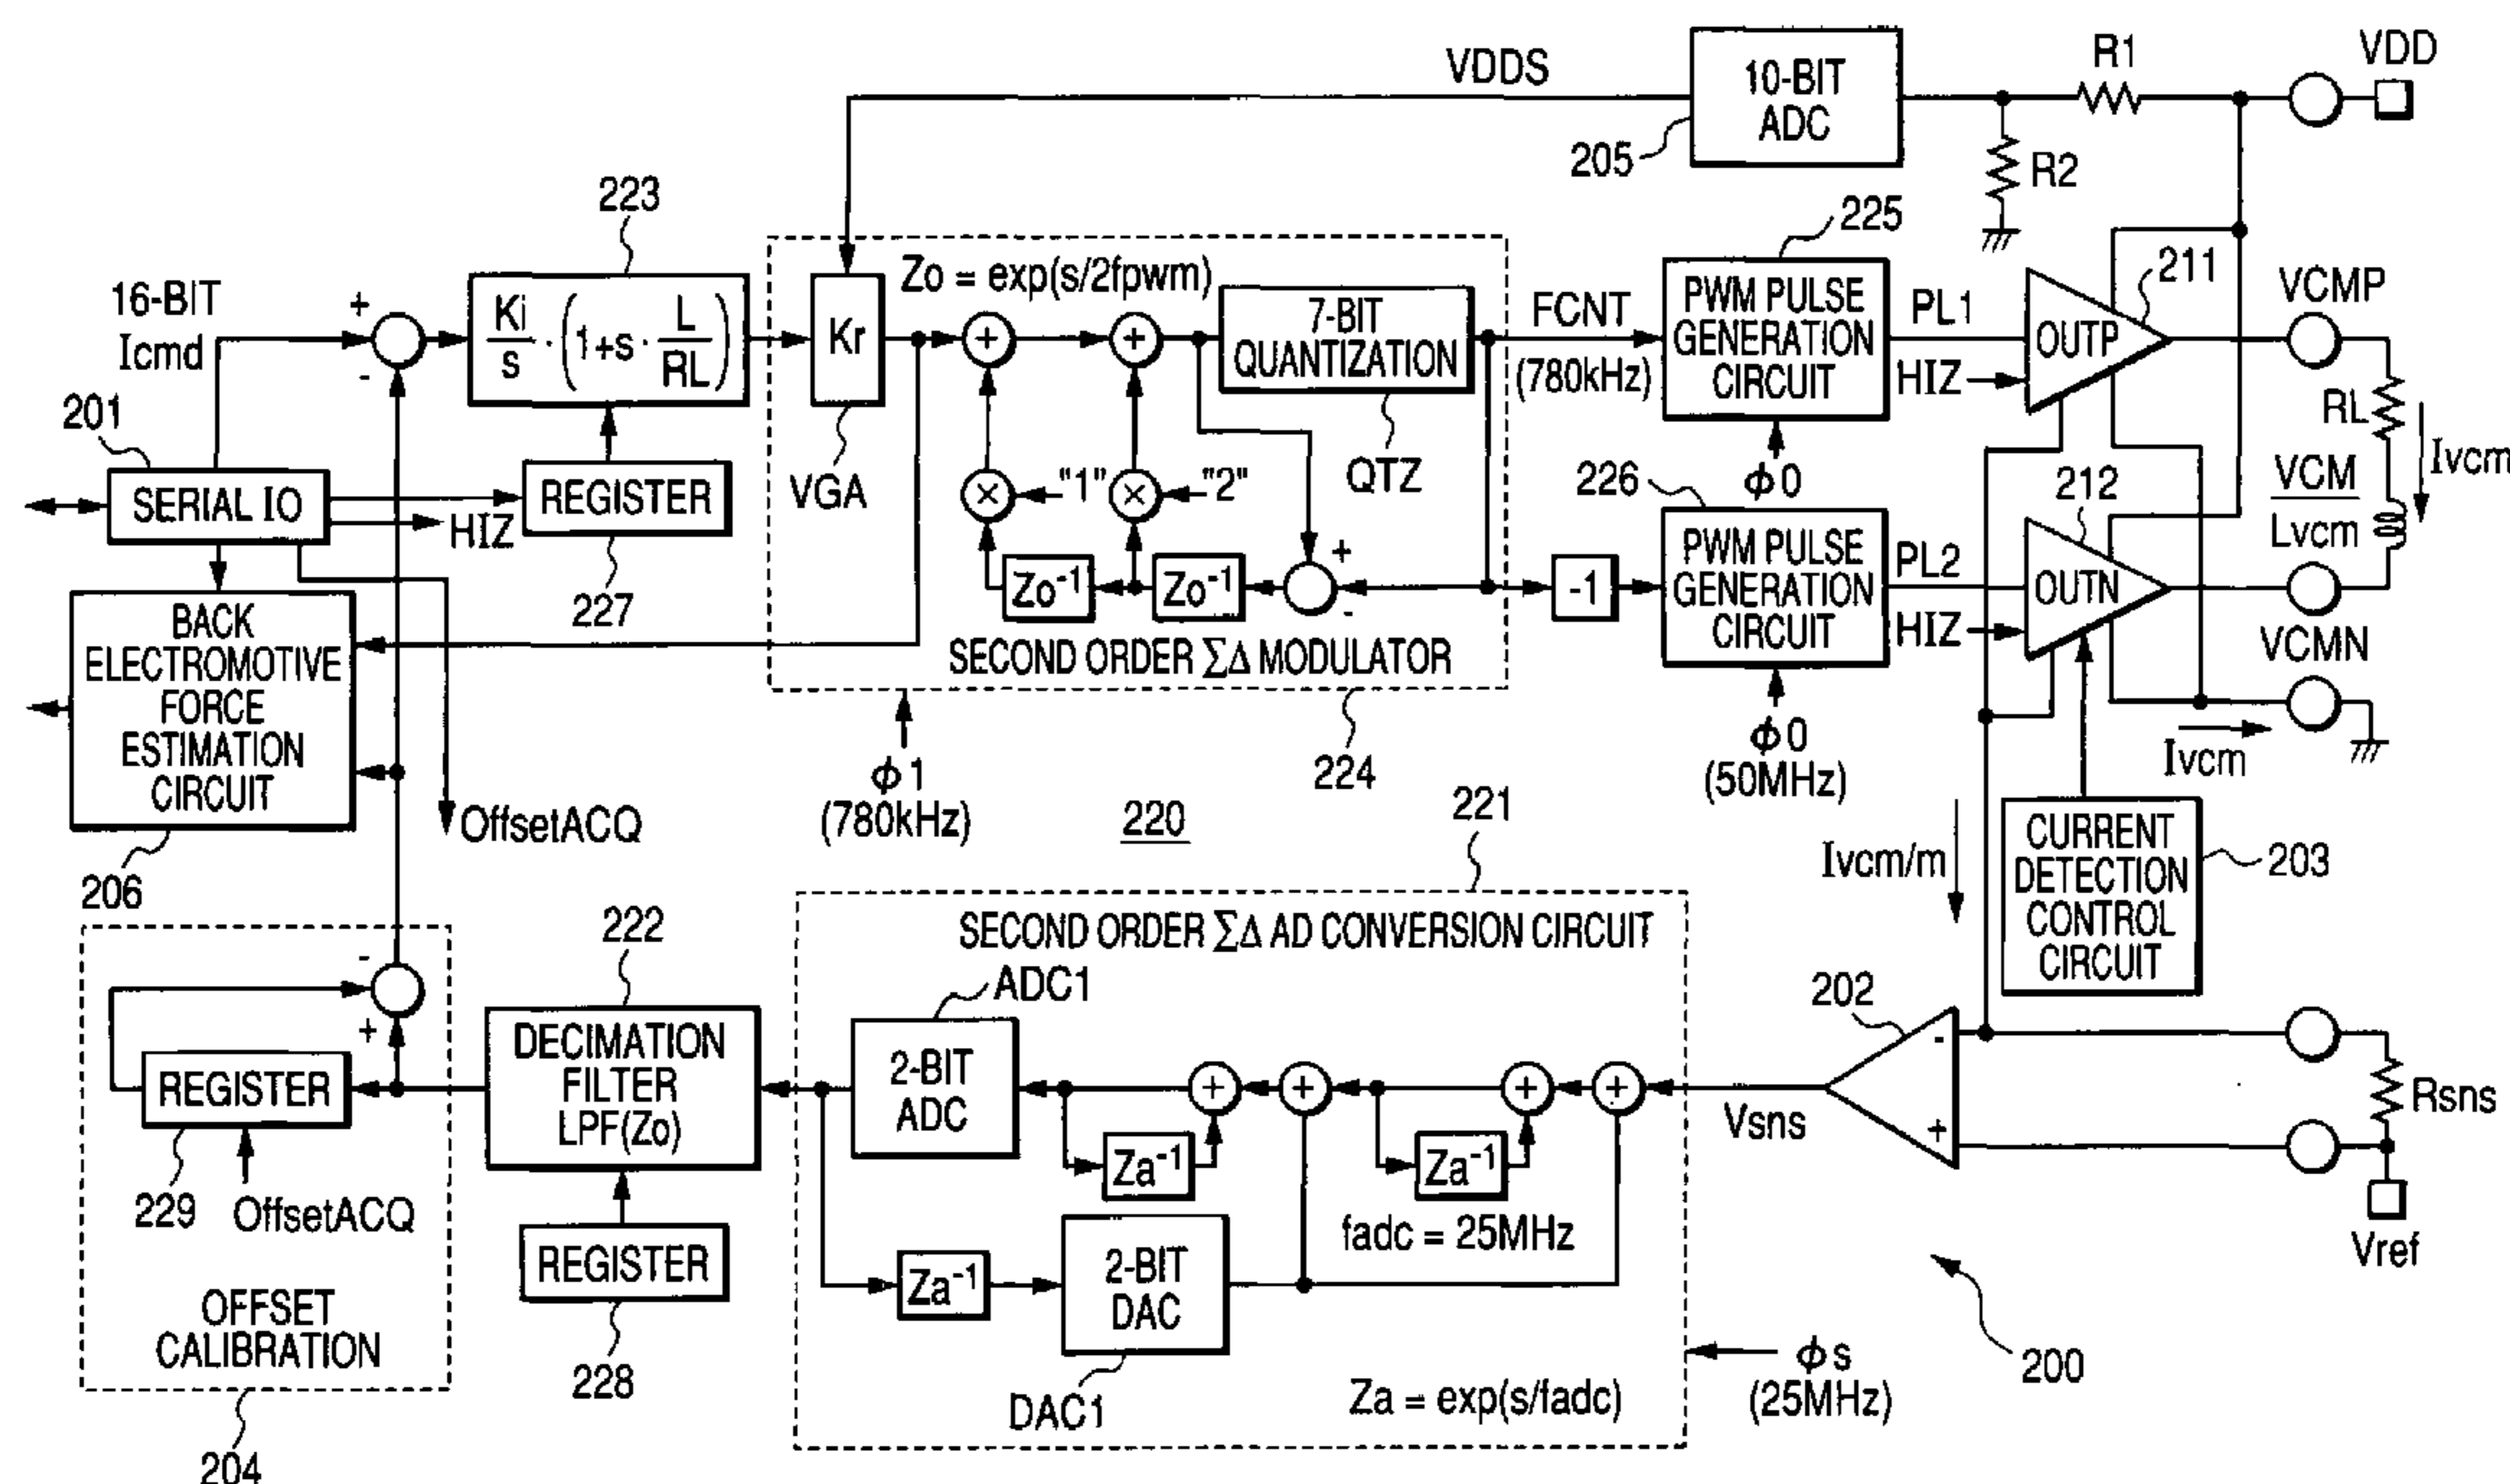 VDDS
10-BIT
ADC
205
R1
VDD
R2
223
16-BIT
Icmd
+
-
Ki
s
· (1+s · L
RL)
Kr
Zo = exp(s/2fpwm)
+
+
7-BIT
QUANTIZATION
FCNT
(780kHz)
225
PWM PULSE
GENERATION
CIRCUIT
PL1
HIZ
φ0
OUTP
211
VCMP
RL
Ivcm
201
SERIAL IO
HIZ
REGISTER
227
VGA
×
"1"
×
"2"
QTZ
226
VCM
Lvcm
212
Zo⁻¹
Zo⁻¹
+
-
-1
PWM PULSE
GENERATION
CIRCUIT
PL2
HIZ
OUTN
VCMN
BACK
ELECTROMOTIVE
FORCE
ESTIMATION
CIRCUIT
206
SECOND ORDER ΣΔ MODULATOR
224
φ0
(50MHz)
Ivcm
OffsetACQ
φ1
(780kHz)
220
221
Ivcm/m
CURRENT
DETECTION
CONTROL
CIRCUIT
203
222
SECOND ORDER ΣΔ AD CONVERSION CIRCUIT
ADC1
202
-
+
-
+
REGISTER
229
OffsetACQ
OFFSET
CALIBRATION
204
DECIMATION
FILTER
LPF(Zo)
REGISTER
228
2-BIT
ADC
+
+
+
+
Za⁻¹
Za⁻¹
fadc = 25MHz
Vsns
Rsns
Vref
Za⁻¹
2-BIT
DAC
DAC1
Za = exp(s/fadc)
φs
(25MHz)
200